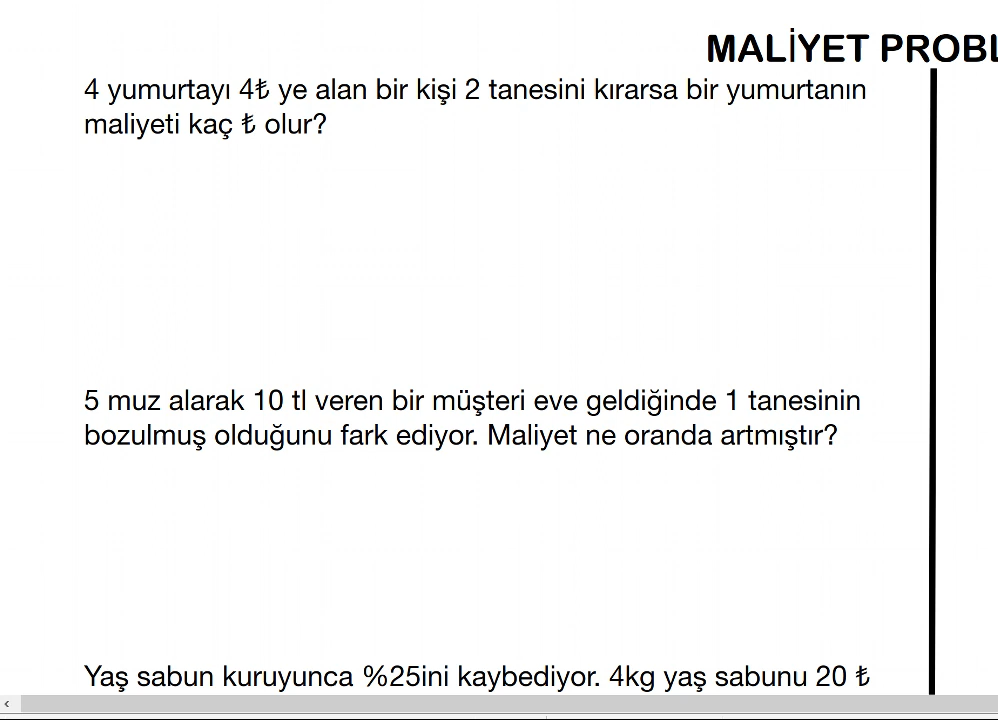 MALİYET PROBL
4 yumurtayı 4₺ ye alan bir kişi 2 tanesini kırarsa bir yumurtanın
maliyeti kaç ₺ olur?
5 muz alarak 10 tl veren bir müşteri eve geldiğinde 1 tanesinin
bozulmuş olduğunu fark ediyor. Maliyet ne oranda artmıştır?
Yaş sabun kuruyunca %25ini kaybediyor. 4kg yaş sabunu 20 ₺